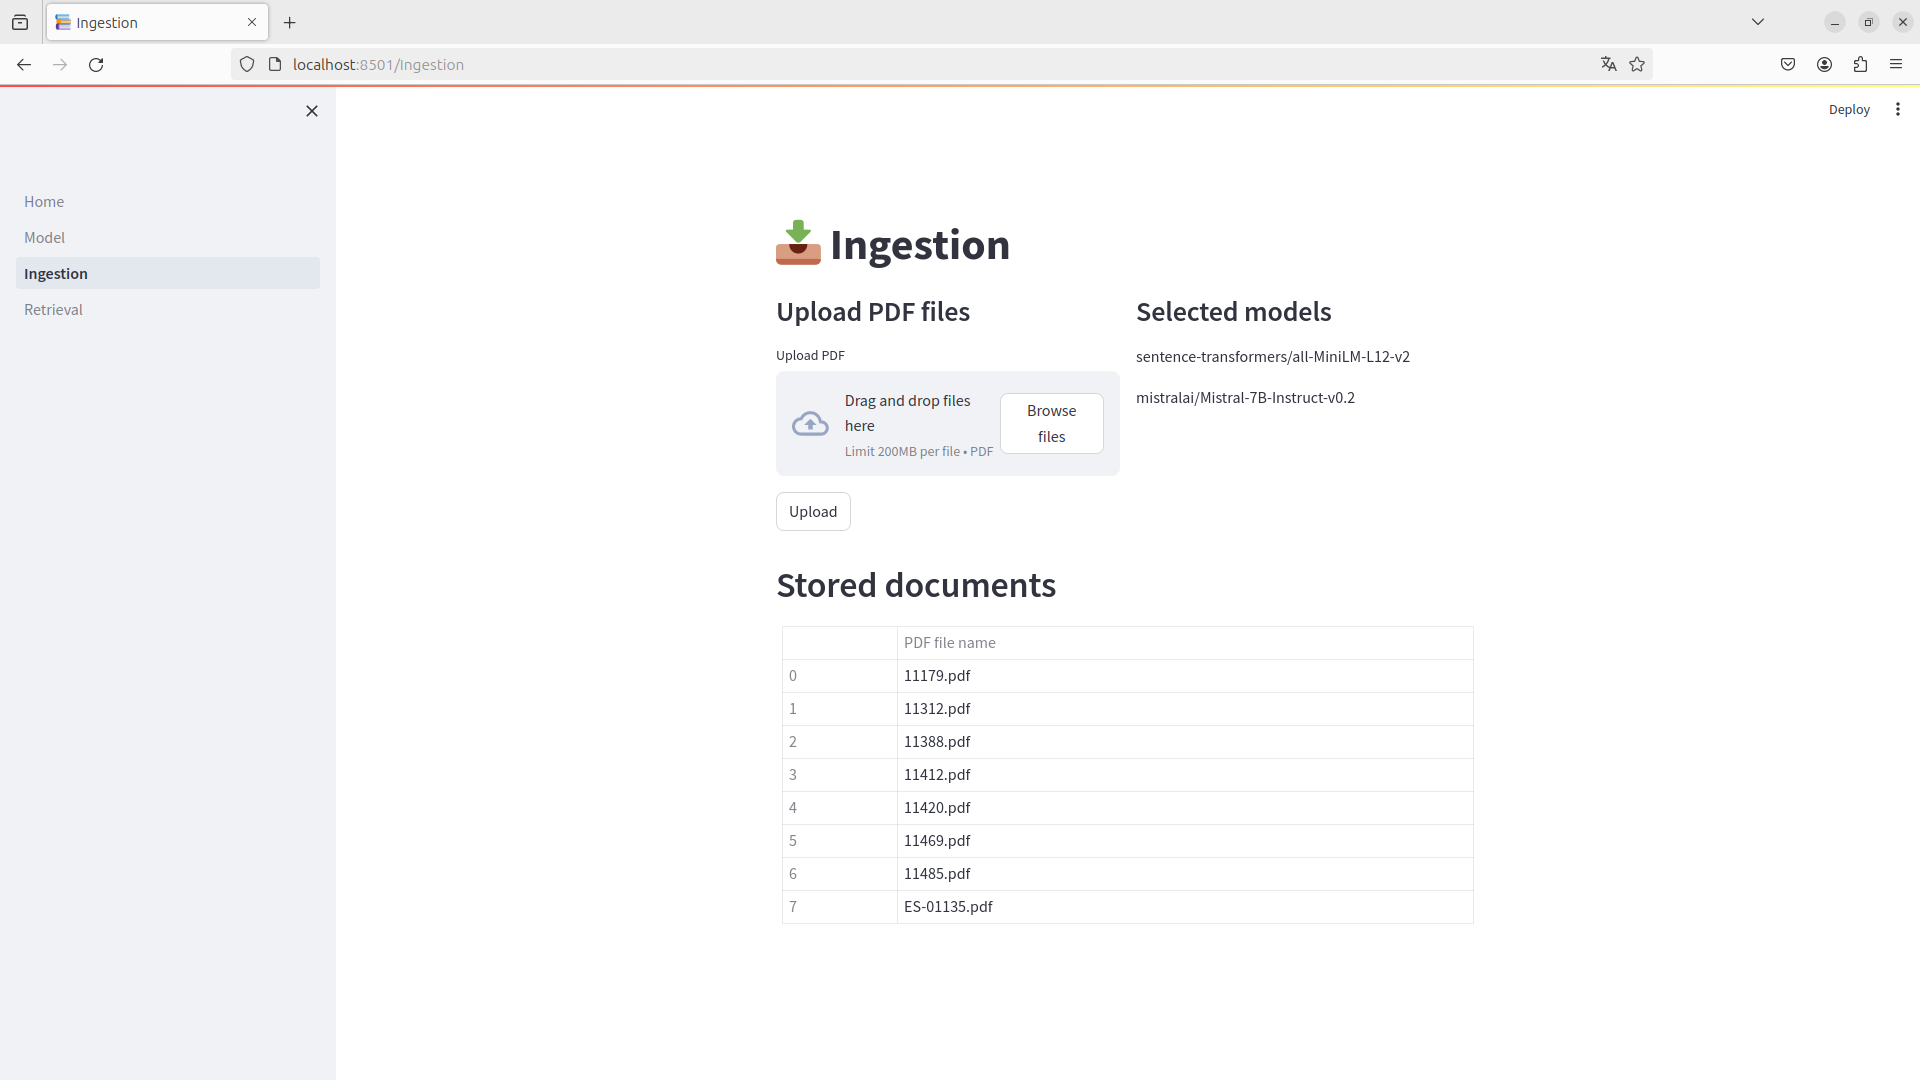 Ingestion
localhost:8501/Ingestion
Deploy
Home
Model
Ingestion
Retrieval
Ingestion
Upload PDF files
Upload PDF
Drag and drop files
here
Limit 200MB per file • PDF
Browse
files
Upload
Selected models
sentence-transformers/all-MiniLM-L12-v2
mistralai/Mistral-7B-Instruct-v0.2
Stored documents
PDF file name
0 11179.pdf
1 11312.pdf
2 11388.pdf
3 11412.pdf
4 11420.pdf
5 11469.pdf
6 11485.pdf
7 ES-01135.pdf